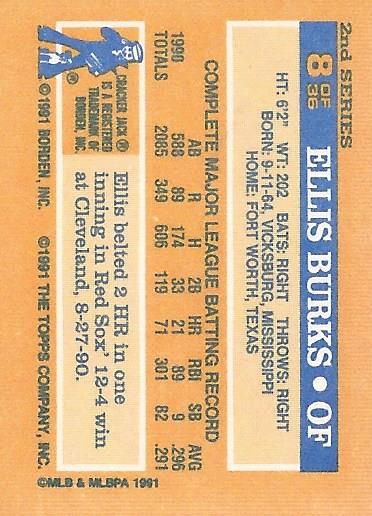 2nd SERIES
8 OF 36
ELLIS BURKS • OF
HT: 6'2" WT: 202 BATS: RIGHT THROWS: RIGHT
BORN: 9-11-64, VICKSBURG, MISSISSIPPI
HOME: FORT WORTH, TEXAS
COMPLETE MAJOR LEAGUE BATTING RECORD
AB R H 2B HR RBI SB AVG
1990 588 89 174 33 21 89 9 .296
TOTALS 2085 349 606 119 71 301 82 .291
CRACKER JACK®
IS A REGISTERED
TRADEMARK OF
BORDEN, INC.
Ellis belted 2 HR in one
inning in Red Sox' 12-4 win
at Cleveland, 8-27-90.
©1991 BORDEN, INC. ©1991 THE TOPPS COMPANY, INC.
©MLB & MLBPA 1991